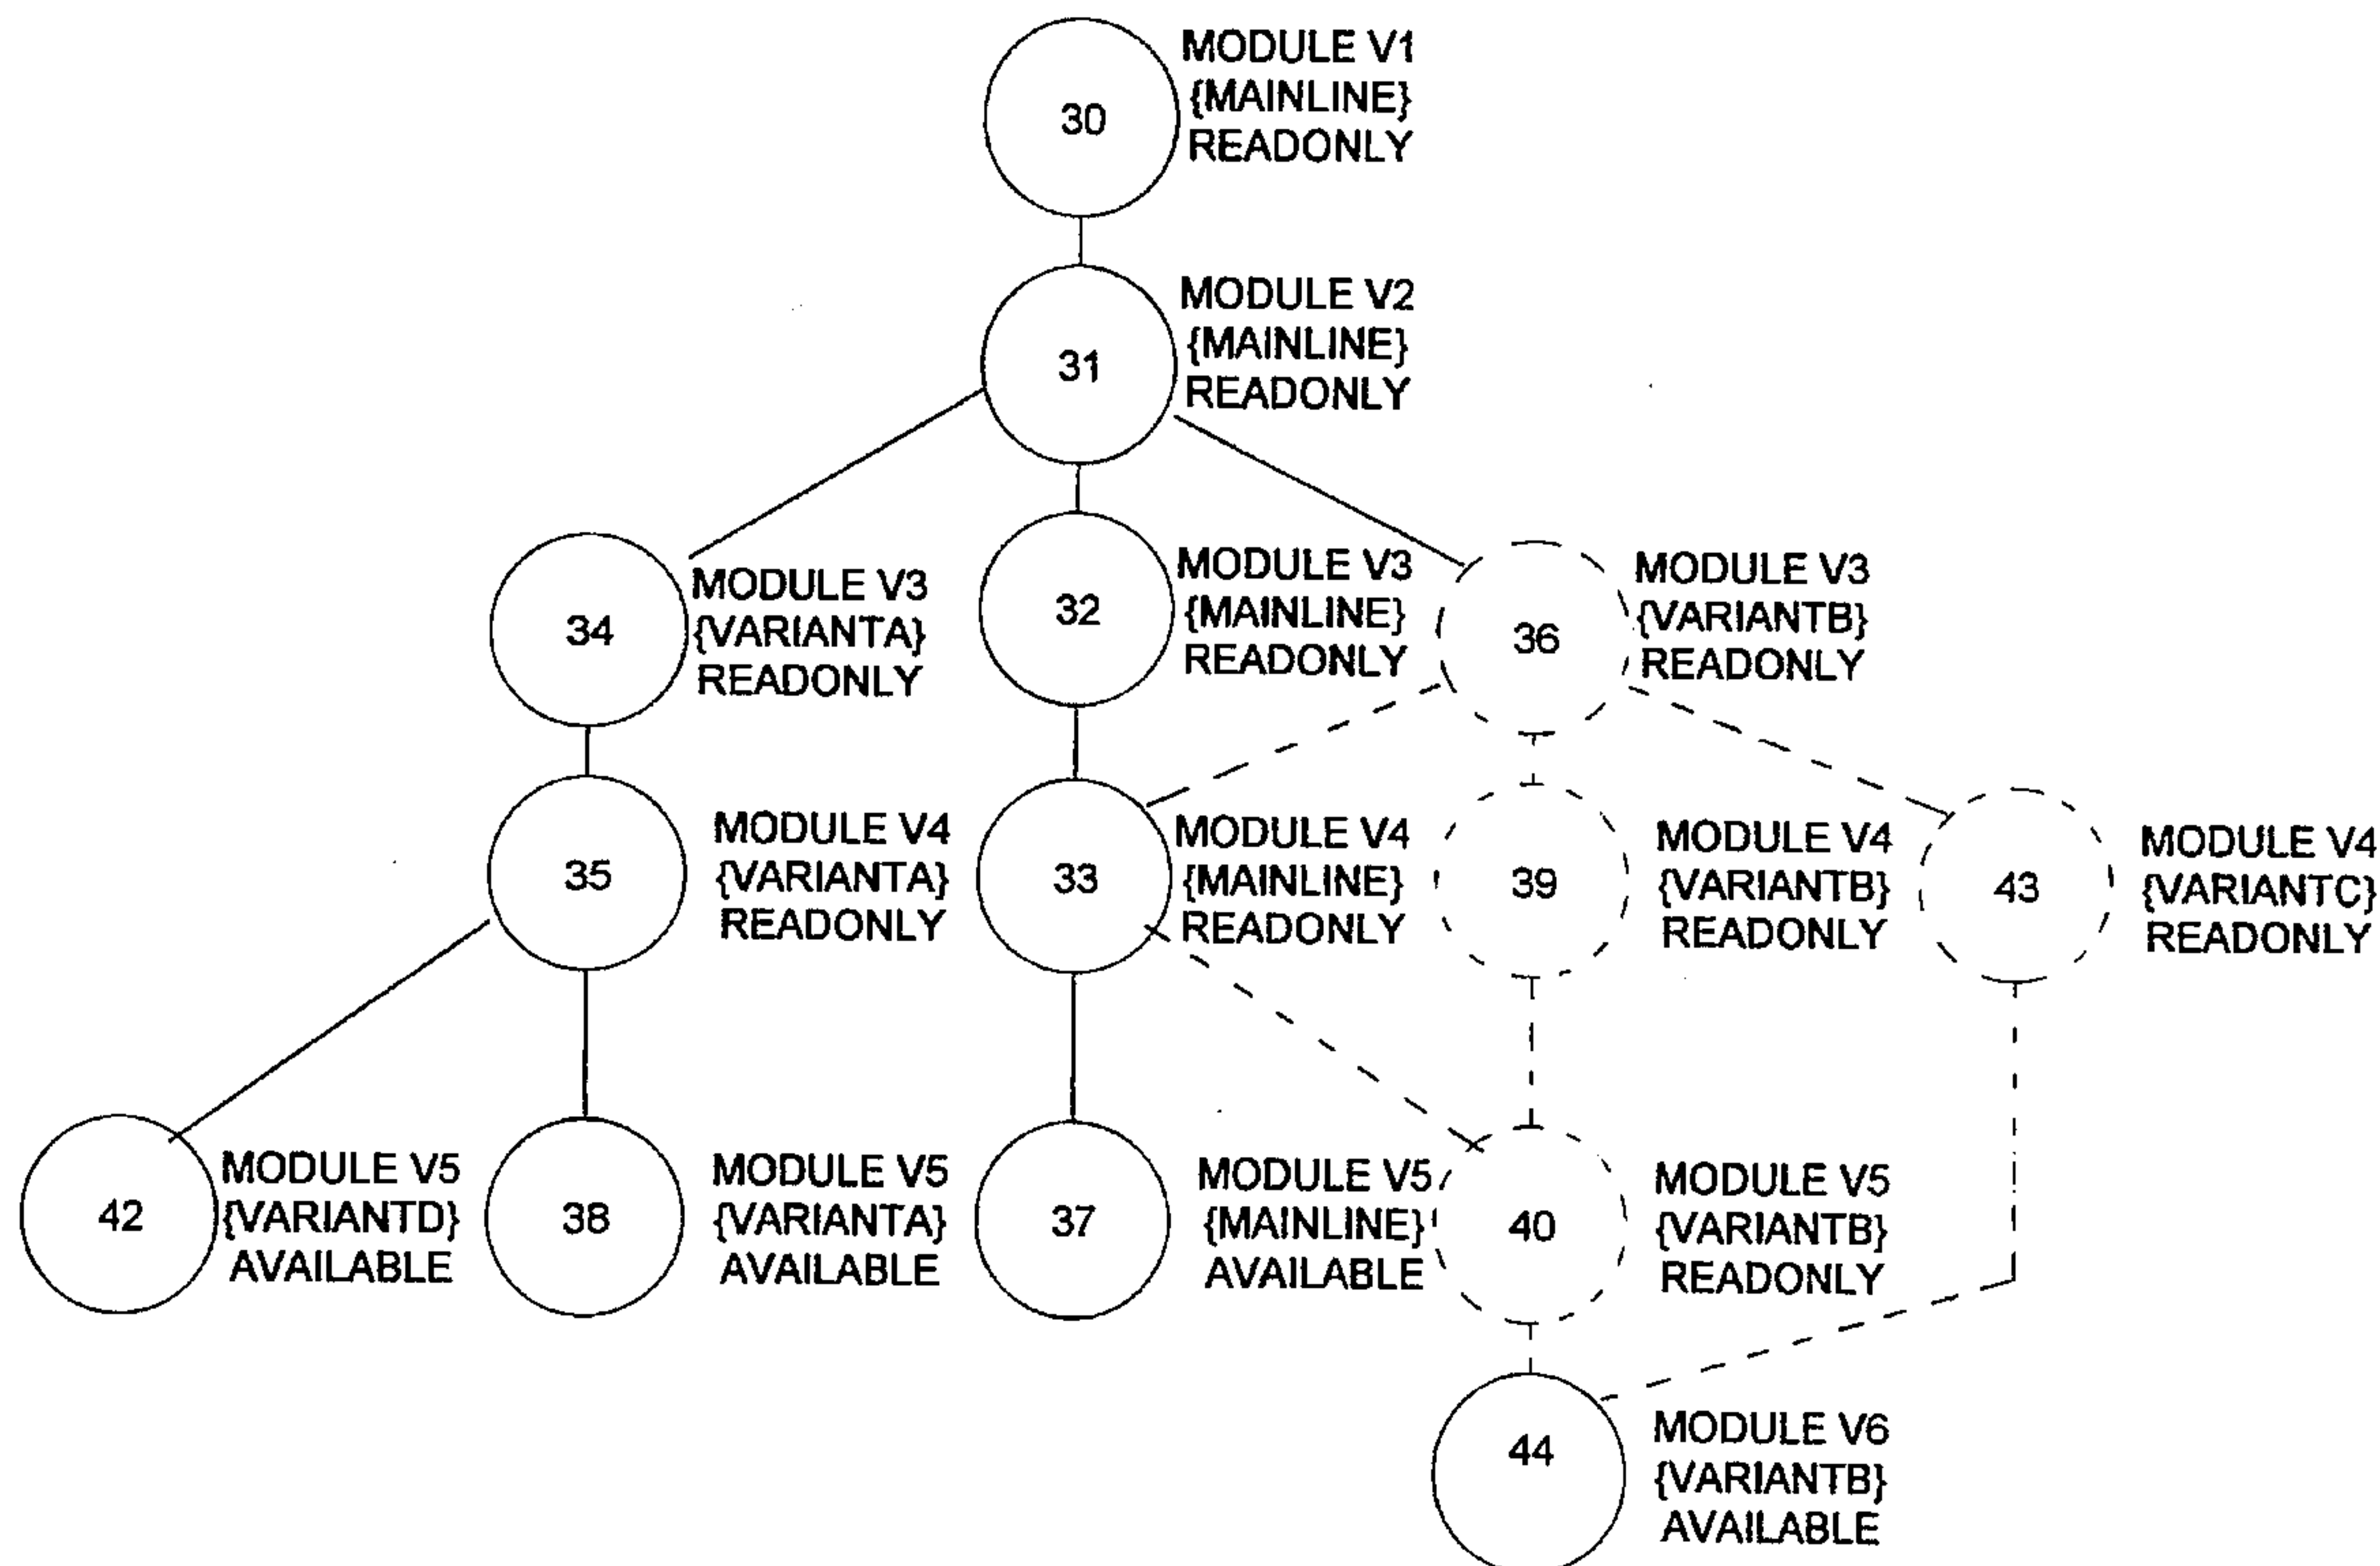 30
MODULE V1
{MAINLINE}
READONLY
31
MODULE V2
{MAINLINE}
READONLY
34
MODULE V3
{VARIANTA}
READONLY
32
MODULE V3
{MAINLINE}
READONLY
36
MODULE V3
{VARIANTB}
READONLY
35
MODULE V4
{VARIANTA}
READONLY
33
MODULE V4
{MAINLINE}
READONLY
39
MODULE V4
{VARIANTB}
READONLY
43
MODULE V4
{VARIANTC}
READONLY
42
MODULE V5
{VARIANTD}
AVAILABLE
38
MODULE V5
{VARIANTA}
AVAILABLE
37
MODULE V5
{MAINLINE}
AVAILABLE
40
MODULE V5
{VARIANTB}
READONLY
44
MODULE V6
{VARIANTB}
AVAILABLE